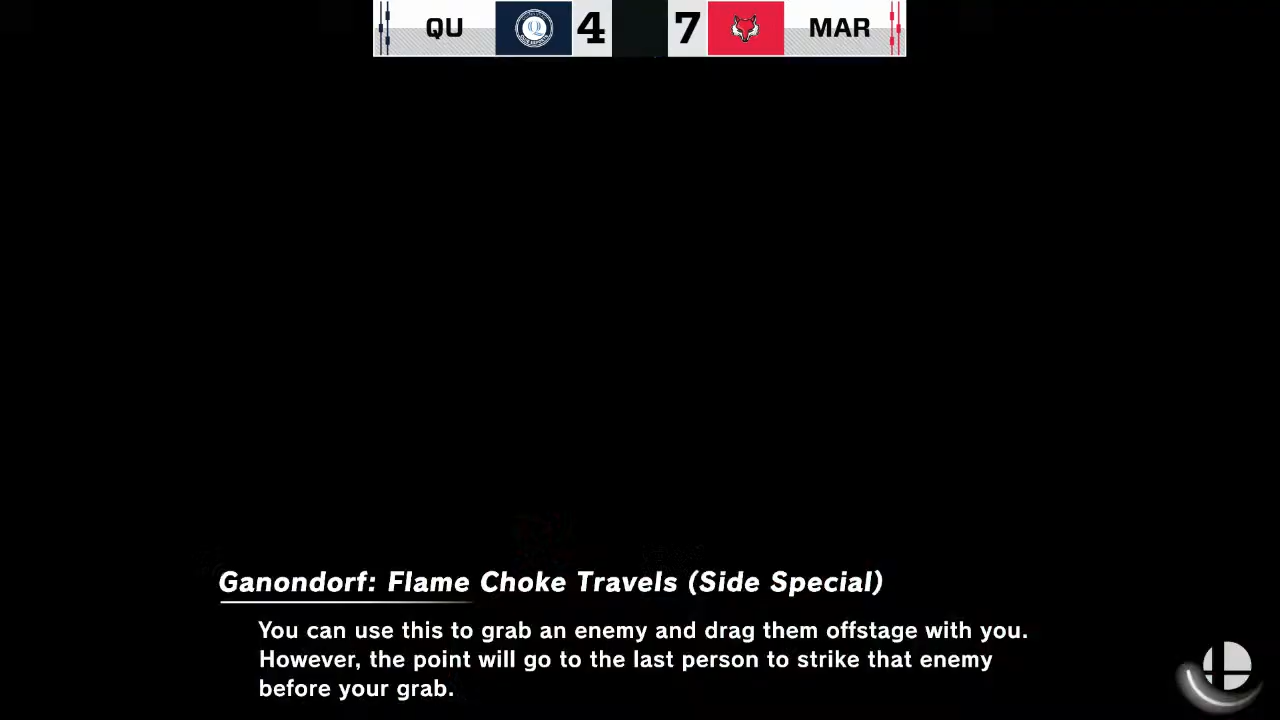 QU 4 7 MAR
Ganondorf: Flame Choke Travels (Side Special)
You can use this to grab an enemy and drag them offstage with you.
However, the point will go to the last person to strike that enemy
before your grab.